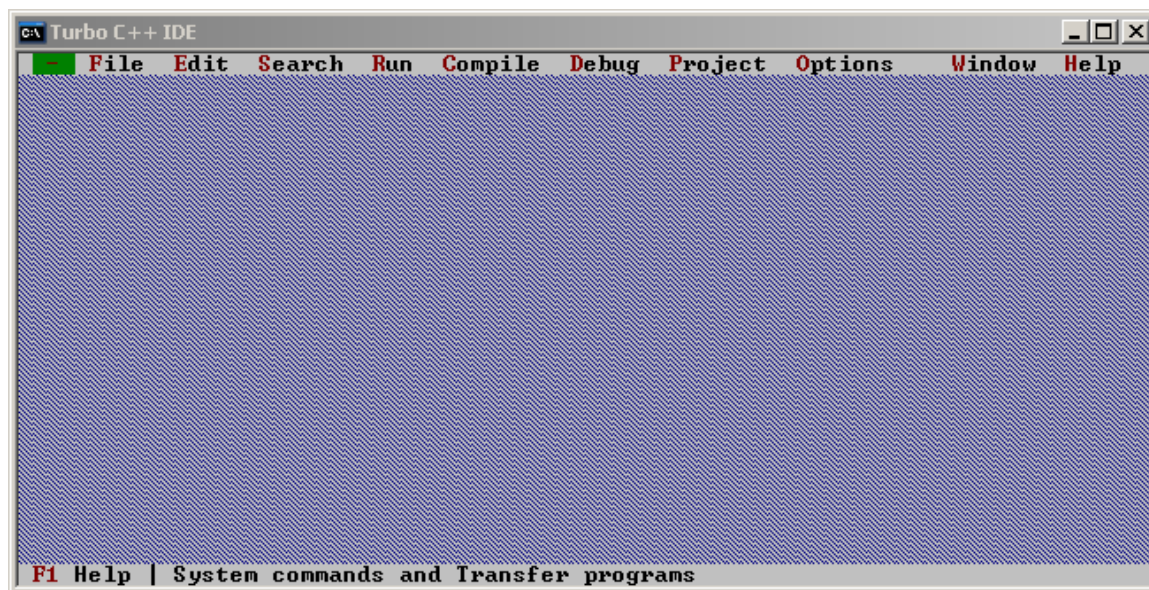 Turbo C++ IDE
- File Edit Search Run Compile Debug Project Options Window Help
F1 Help | System commands and Transfer programs